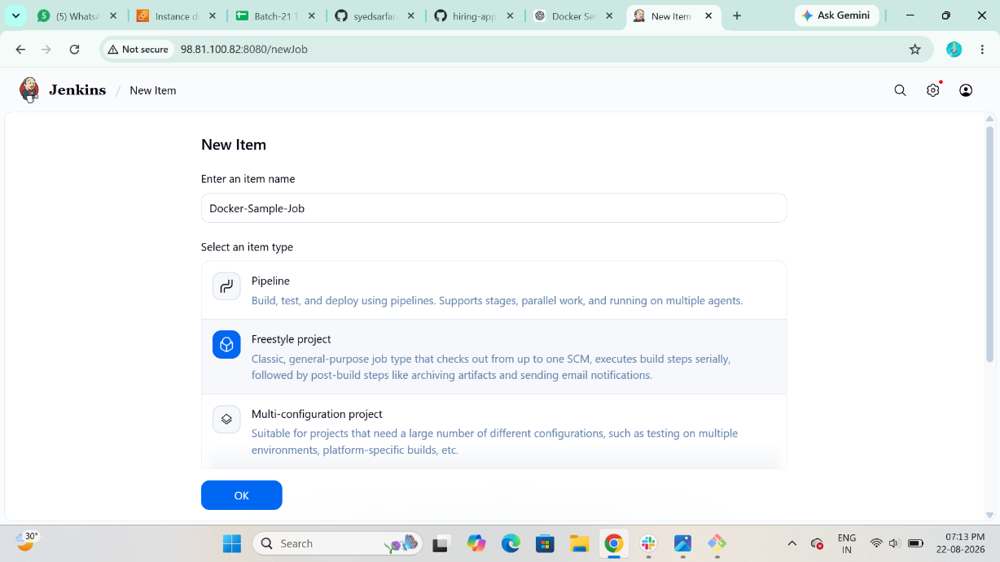 (5) WhatsA
Instance d
Batch-21 T
syedsarfar
hiring-app
Docker Set
New Item
Ask Gemini
Not secure
98.81.100.82:8080/newJob
Jenkins / New Item
New Item
Enter an item name
Docker-Sample-Job
Select an item type
Pipeline
Build, test, and deploy using pipelines. Supports stages, parallel work, and running on multiple agents.
Freestyle project
Classic, general-purpose job type that checks out from up to one SCM, executes build steps serially,
followed by post-build steps like archiving artifacts and sending email notifications.
Multi-configuration project
Suitable for projects that need a large number of different configurations, such as testing on multiple
environments, platform-specific builds, etc.
OK
30°
Search
ENG
IN
07:13 PM
22-08-2026